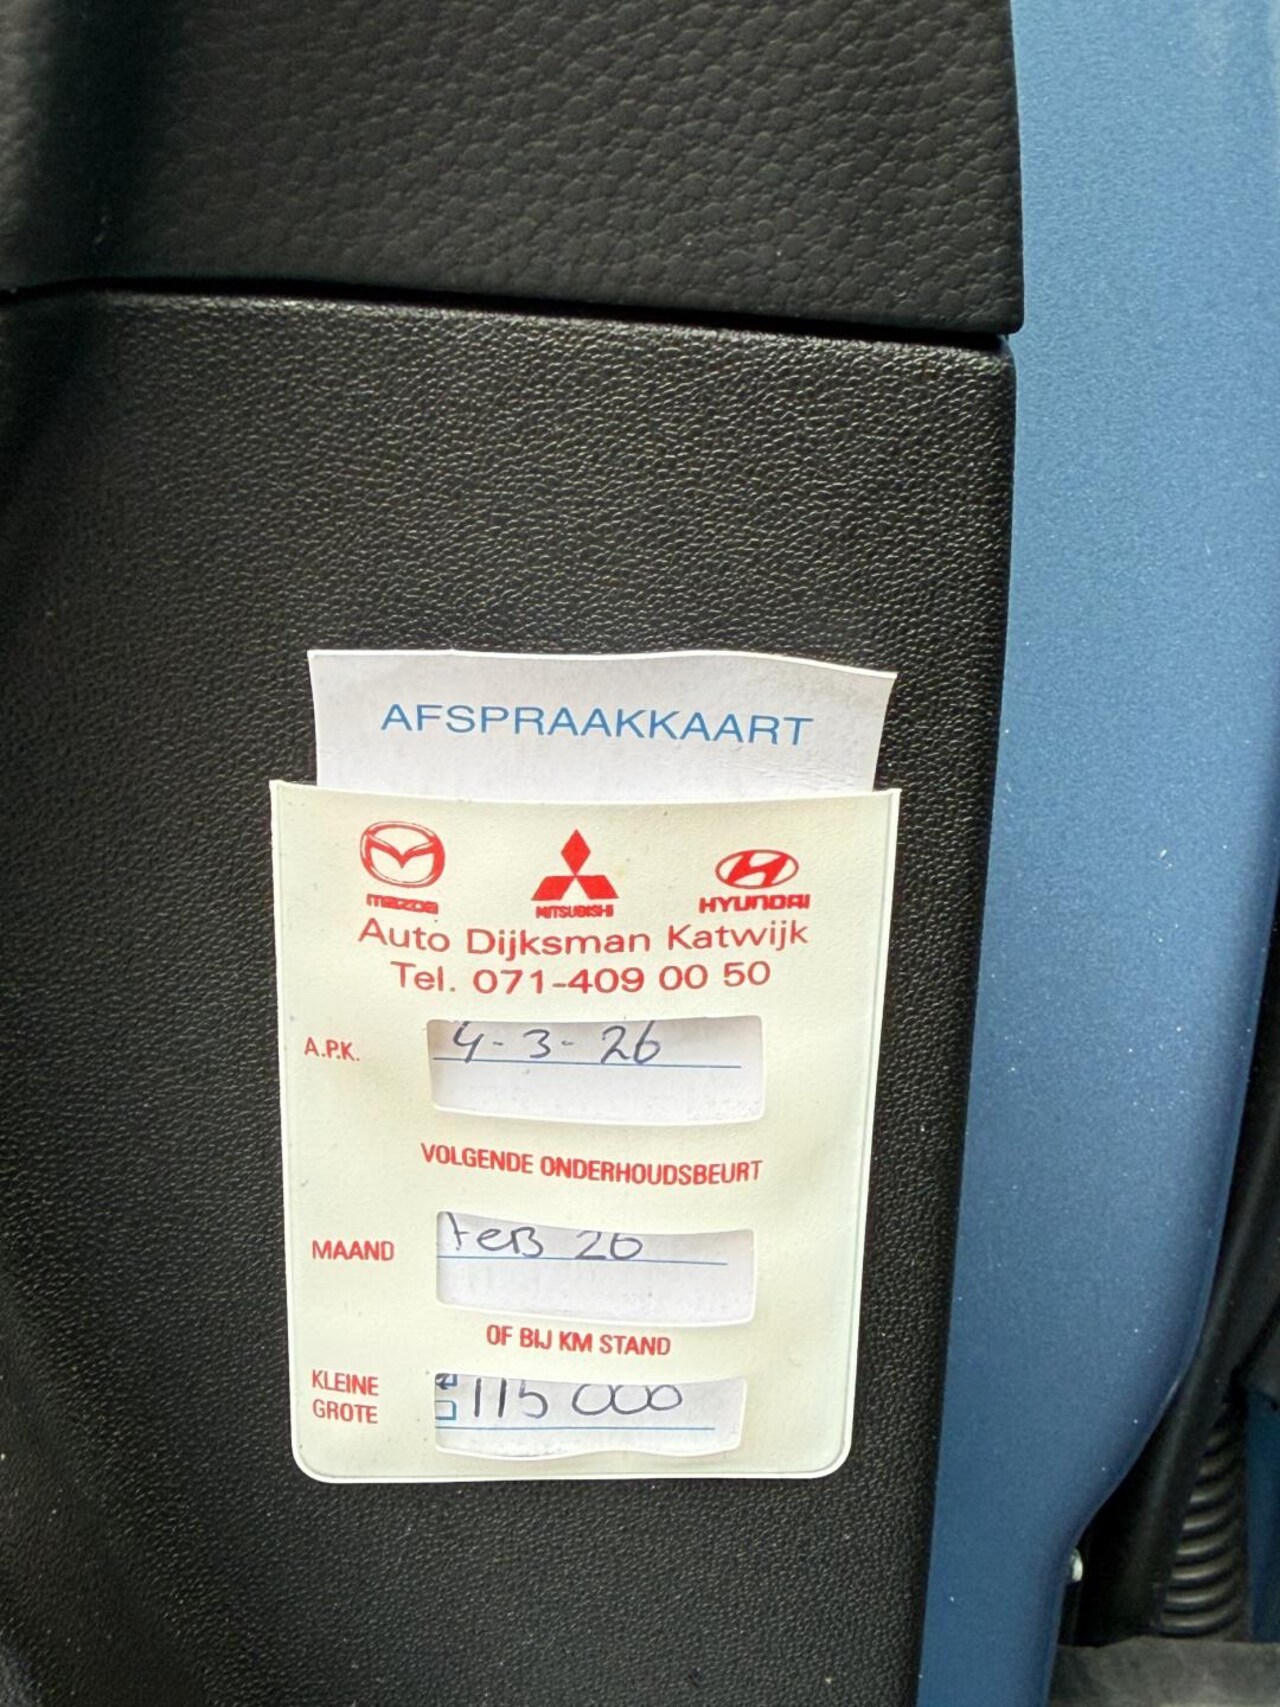 AFSPRAAKKAART
mazda MITSUBISHI HYUNDAI
Auto Dijksman Katwijk
Tel. 071-409 00 50
A.P.K. 4-3-26
VOLGENDE ONDERHOUDSBEURT
MAAND feB 26
OF BIJ KM STAND
KLEINE 115 000
GROTE